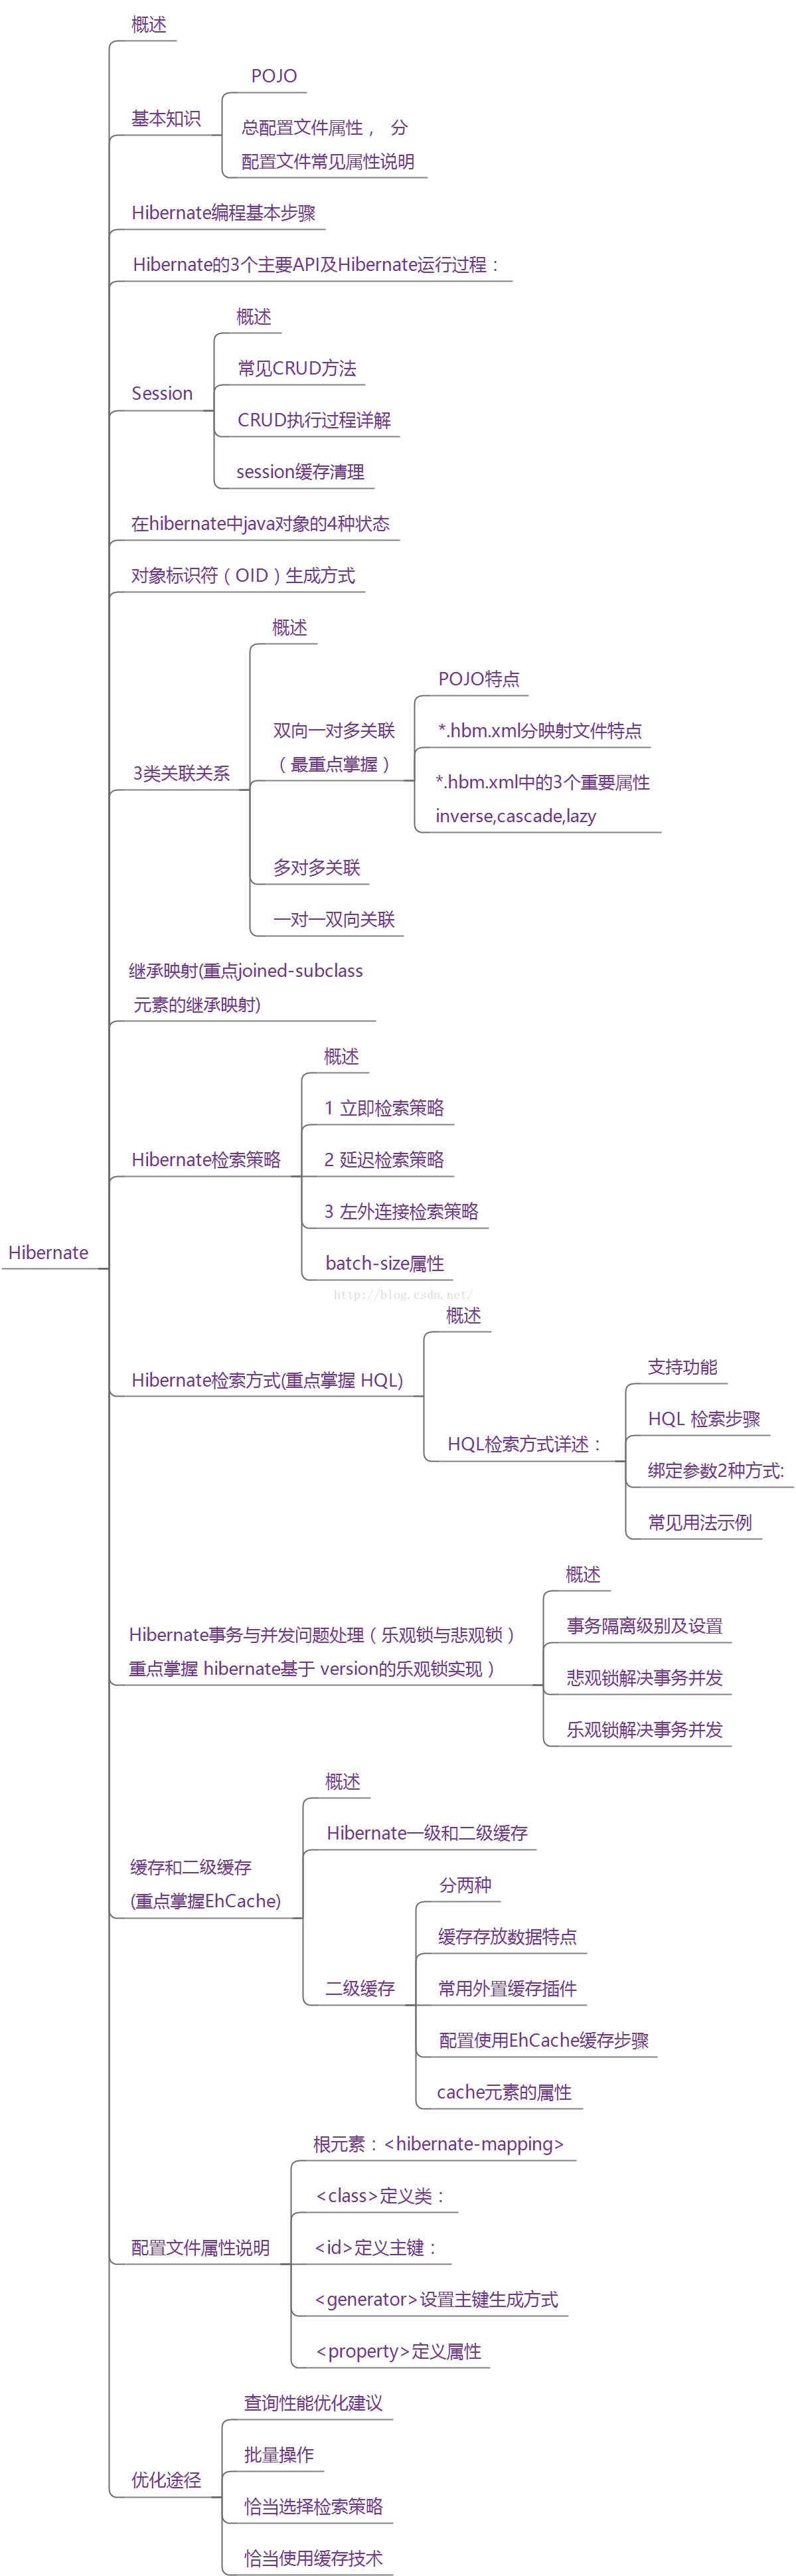 概述
POJO
基本知识
总配置文件属性， 分
配置文件常见属性说明
Hibernate编程基本步骤
Hibernate的3个主要API及Hibernate运行过程：
概述
常见CRUD方法
Session
CRUD执行过程详解
session缓存清理
在hibernate中java对象的4种状态
对象标识符（OID）生成方式
概述
POJO特点
双向一对多关联
（最重点掌握）
*.hbm.xml分映射文件特点
3类关联关系
*.hbm.xml中的3个重要属性
inverse,cascade,lazy
多对多关联
一对一双向关联
继承映射(重点joined-subclass
元素的继承映射)
概述
1 立即检索策略
Hibernate检索策略
2 延迟检索策略
3 左外连接检索策略
Hibernate
batch-size属性
http://blog.csdn.net/
概述
支持功能
Hibernate检索方式(重点掌握 HQL)
HQL 检索步骤
HQL检索方式详述：
绑定参数2种方式:
常见用法示例
概述
事务隔离级别及设置
Hibernate事务与并发问题处理（乐观锁与悲观锁）
重点掌握 hibernate基于 version的乐观锁实现）
悲观锁解决事务并发
乐观锁解决事务并发
概述
Hibernate一级和二级缓存
缓存和二级缓存
(重点掌握EhCache)
分两种
缓存存放数据特点
二级缓存
常用外置缓存插件
配置使用EhCache缓存步骤
cache元素的属性
根元素：<hibernate-mapping>
<class>定义类：
配置文件属性说明
<id>定义主键：
<generator>设置主键生成方式
<property>定义属性
查询性能优化建议
批量操作
优化途径
恰当选择检索策略
恰当使用缓存技术